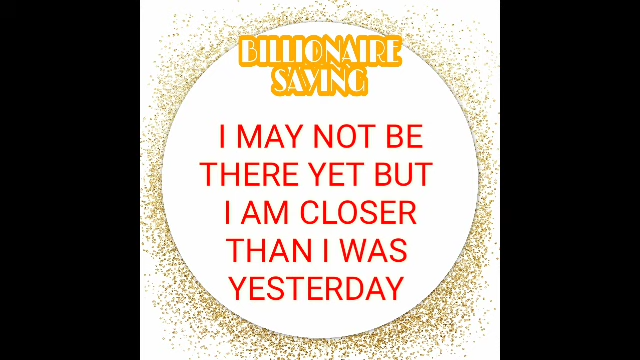 BILLIONAIRE
SAYING
I MAY NOT BE
THERE YET BUT
I AM CLOSER
THAN I WAS
YESTERDAY